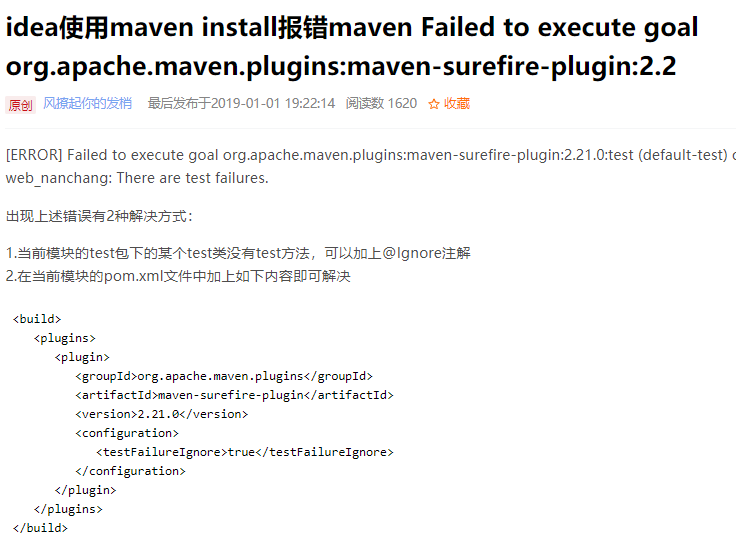 idea使用maven install报错maven Failed to execute goal
org.apache.maven.plugins:maven-surefire-plugin:2.2
原创 风撩起你的发梢 最后发布于2019-01-01 19:22:14 阅读数 1620 ☆ 收藏
[ERROR] Failed to execute goal org.apache.maven.plugins:maven-surefire-plugin:2.21.0:test (default-test) o
web_nanchang: There are test failures.
出现上述错误有2种解决方式：
1.当前模块的test包下的某个test类没有test方法，可以加上@Ignore注解
2.在当前模块的pom.xml文件中加上如下内容即可解决
<build>
<plugins>
<plugin>
<groupId>org.apache.maven.plugins</groupId>
<artifactId>maven-surefire-plugin</artifactId>
<version>2.21.0</version>
<configuration>
<testFailureIgnore>true</testFailureIgnore>
</configuration>
</plugin>
</plugins>
</build>